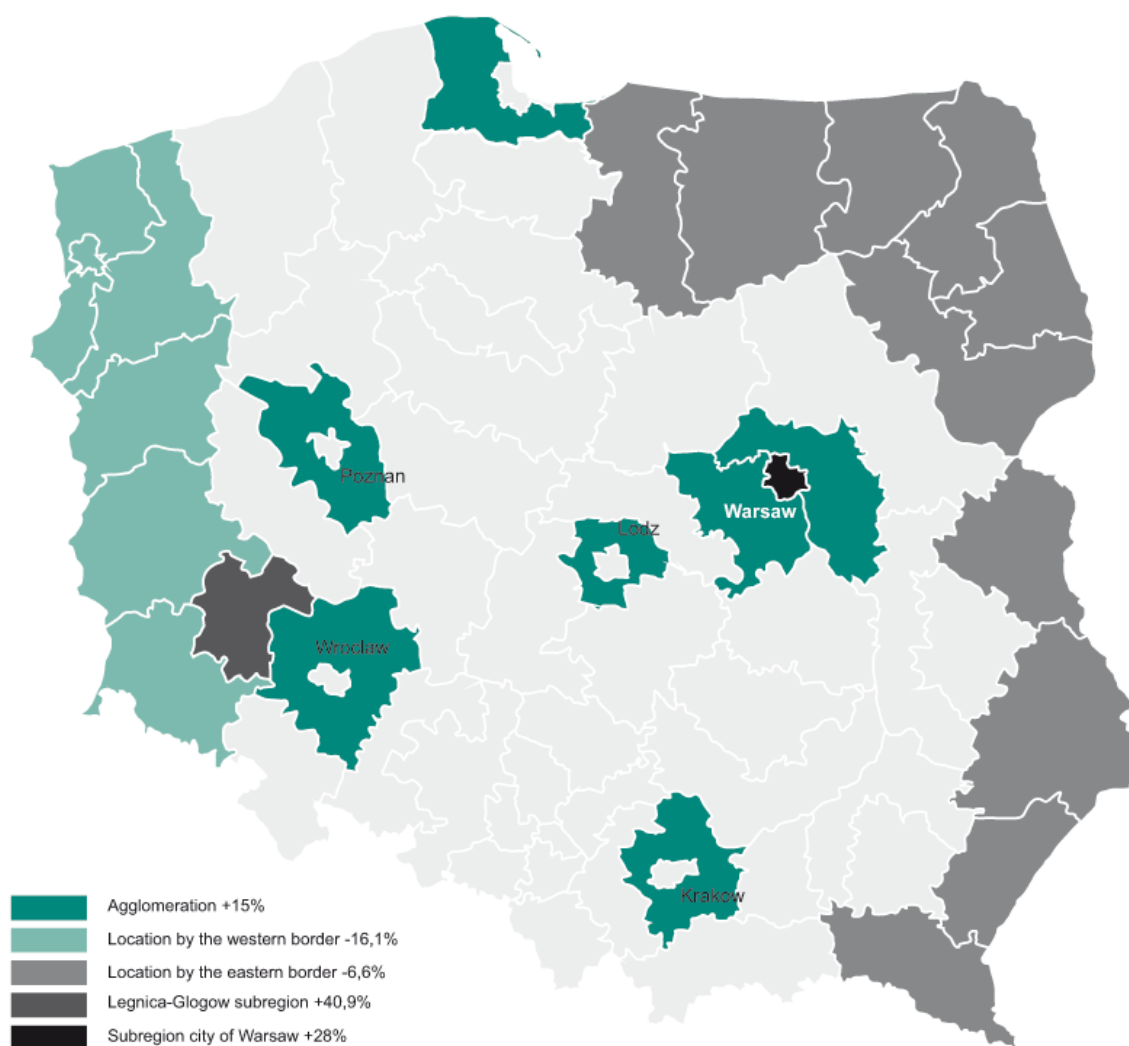 Poznan
Lodz
Warsaw
Wroclaw
Krakow
Agglomeration +15%
Location by the western border -16,1%
Location by the eastern border -6,6%
Legnica-Glogow subregion +40,9%
Subregion city of Warsaw +28%